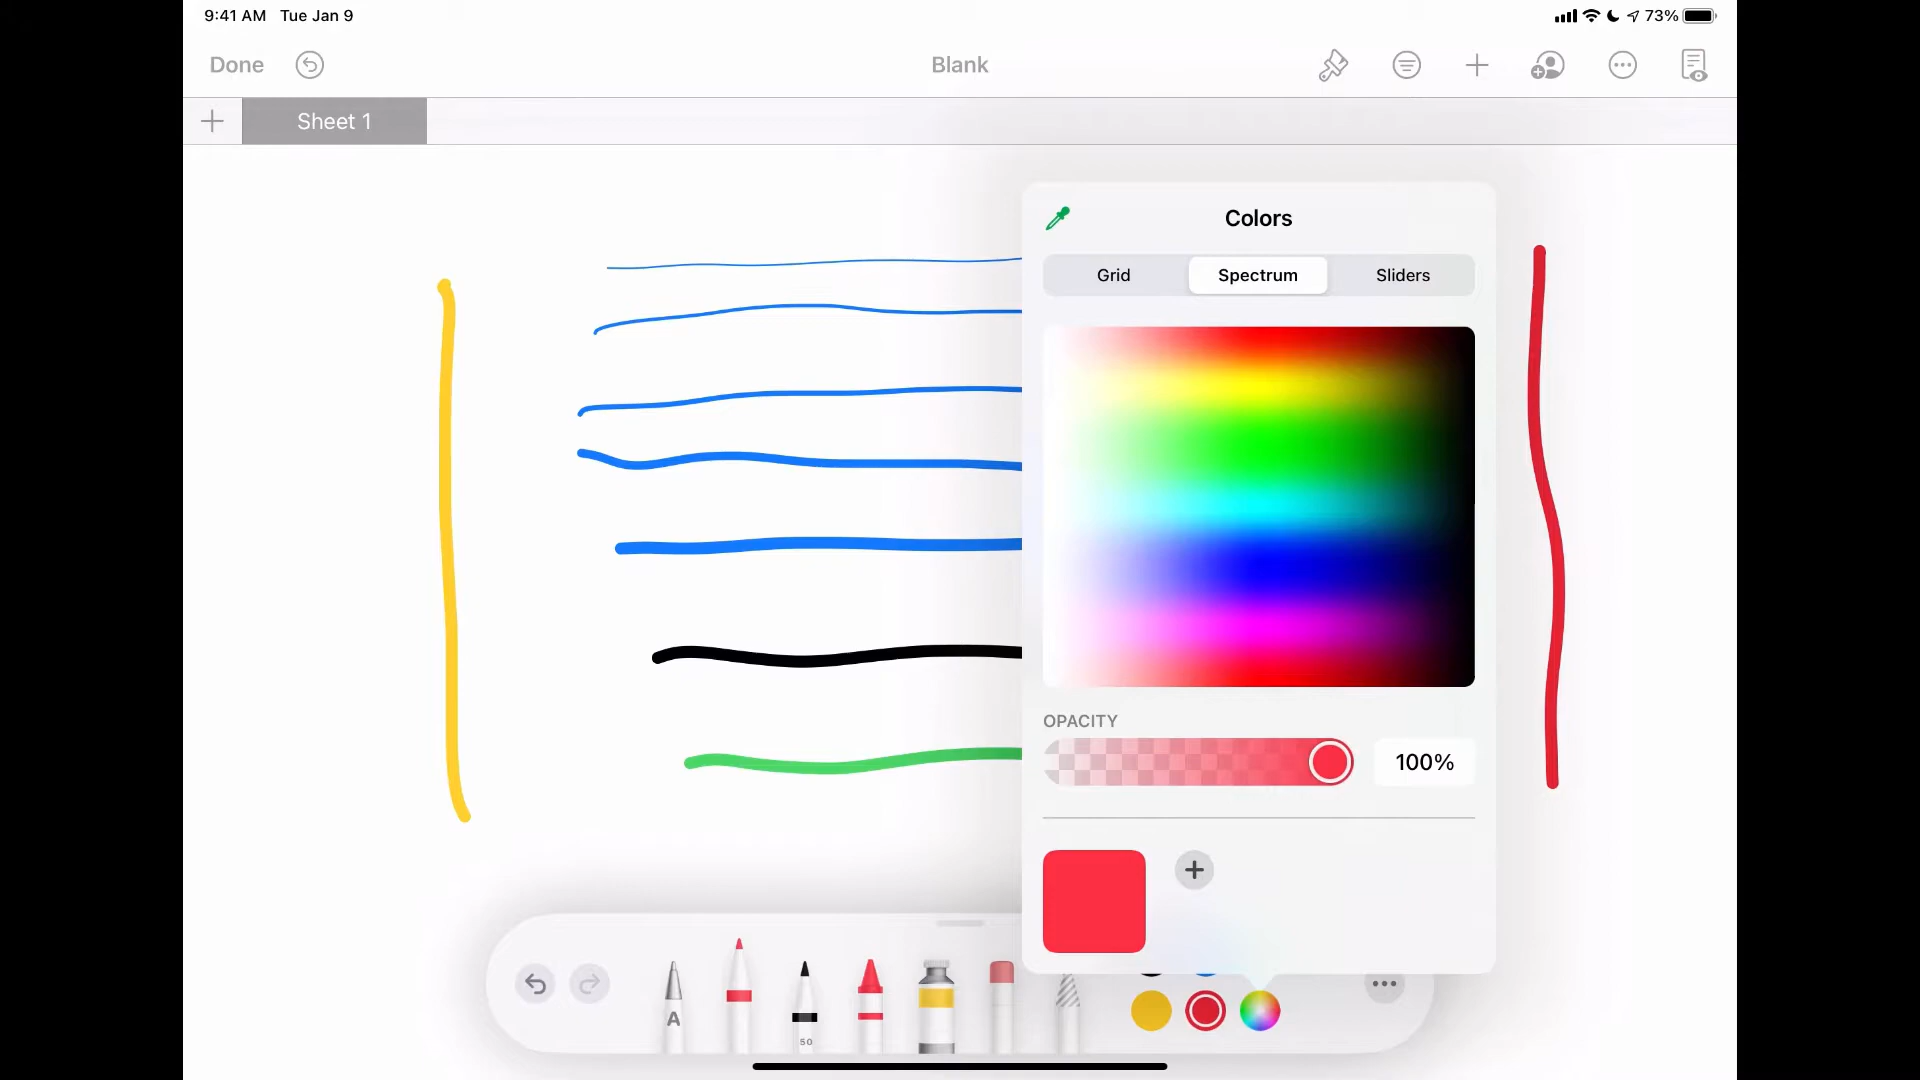 9:41 AM Tue Jan 9 73%
Done Blank
Sheet 1
Colors
Grid Spectrum Sliders
OPACITY
100%
A
50